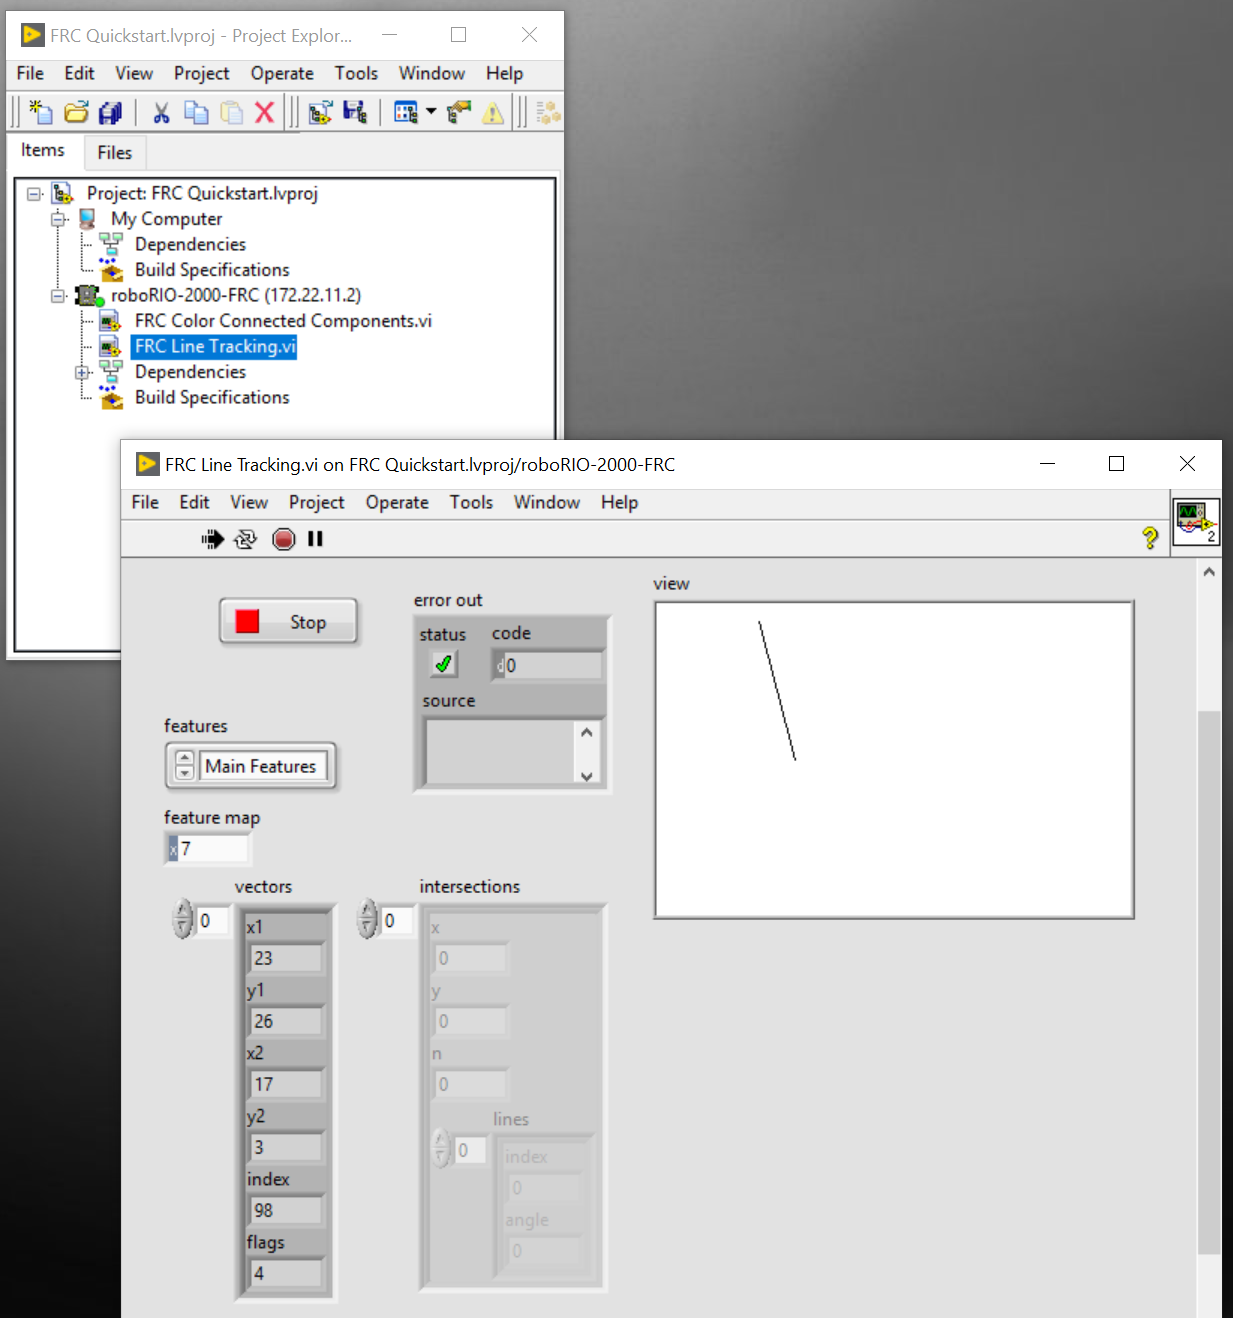 FRC Quickstart.lvproj - Project Explor...
File Edit View Project Operate Tools Window Help
Items Files
Project: FRC Quickstart.lvproj
My Computer
Dependencies
Build Specifications
roboRIO-2000-FRC (172.22.11.2)
FRC Color Connected Components.vi
FRC Line Tracking.vi
Dependencies
Build Specifications
FRC Line Tracking.vi on FRC Quickstart.lvproj/roboRIO-2000-FRC
File Edit View Project Operate Tools Window Help
2
Stop
error out
status code
d 0
source
view
features
Main Features
feature map
x 7
vectors
0
x1
23
y1
26
x2
17
y2
3
index
98
flags
4
intersections
0
x
0
y
0
n
0
lines
0
index
0
angle
0